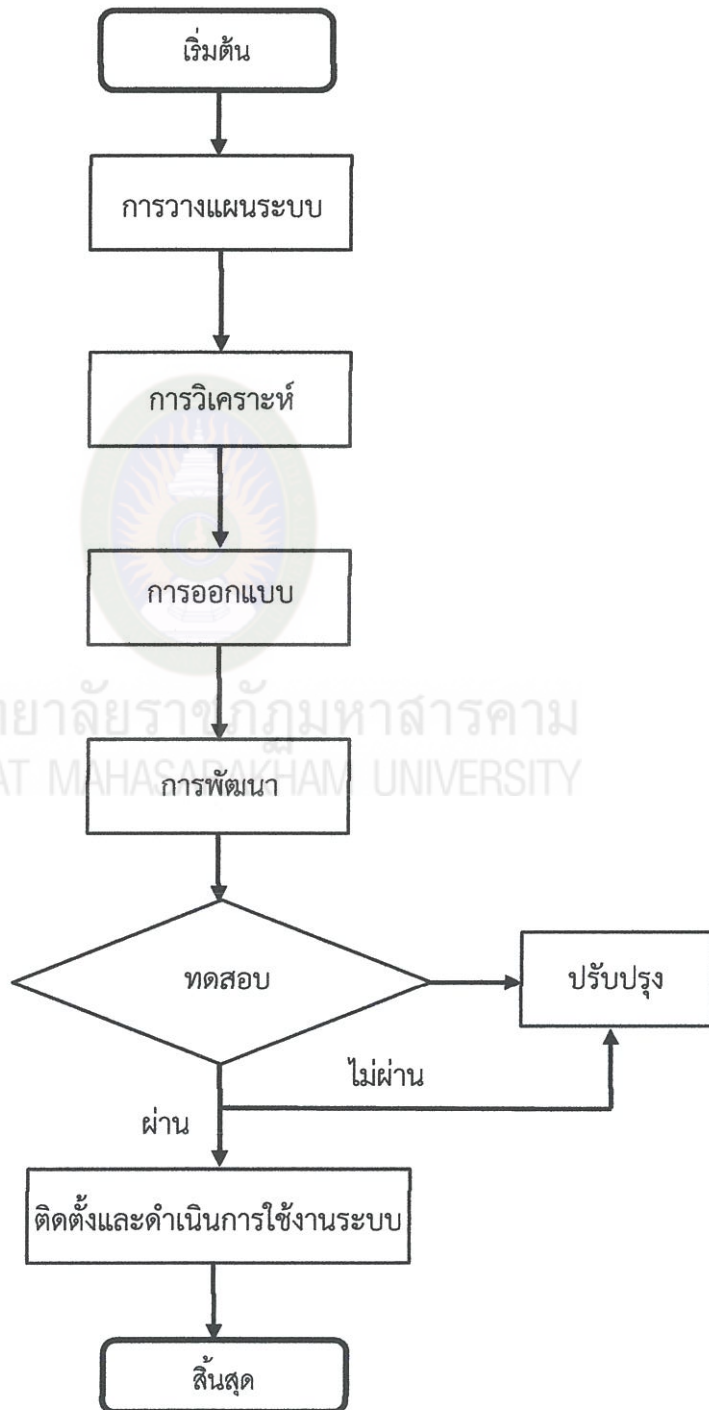 เริ่มต้น
การวางแผนระบบ
การวิเคราะห์
การออกแบบ
ยาลัยราชภัฏมหาสารคาม
AT MAHASARAKHAM UNIVERSITY
การพัฒนา
ทดสอบ
ปรับปรุง
ไม่ผ่าน
ผ่าน
ติดตั้งและดำเนินการใช้งานระบบ
สิ้นสุด